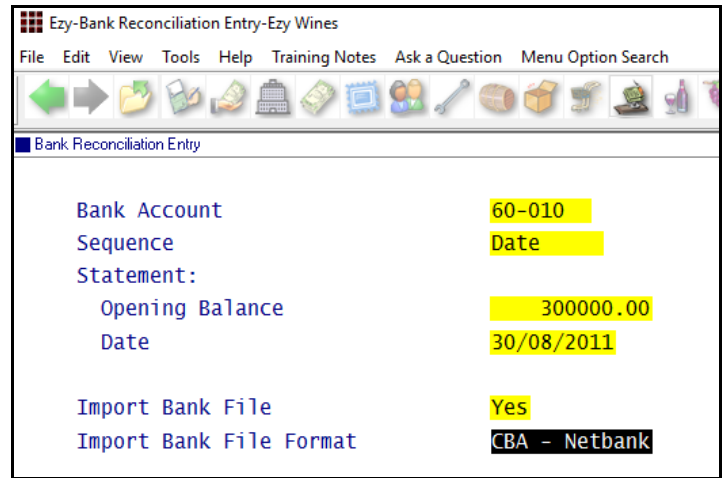 Ezy-Bank Reconciliation Entry-Ezy Wines
File Edit View Tools Help Training Notes Ask a Question Menu Option Search
Bank Reconciliation Entry
Bank Account 60-010
Sequence Date
Statement:
Opening Balance 300000.00
Date 30/08/2011
Import Bank File Yes
Import Bank File Format CBA - Netbank